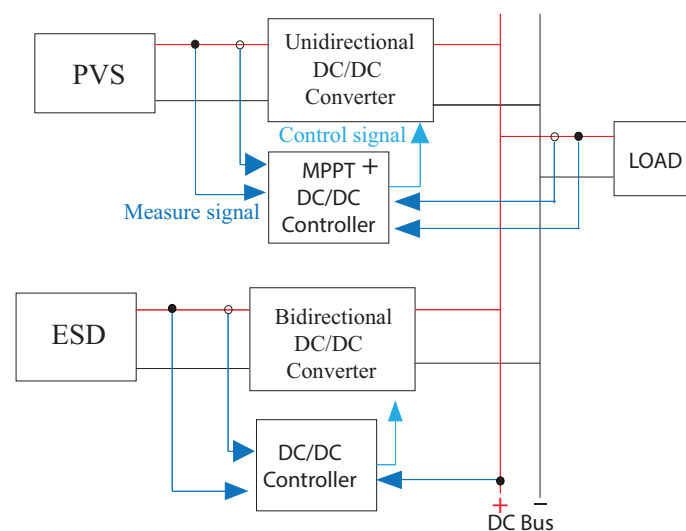 PVS
Unidirectional
DC/DC
Converter
Control signal
LOAD
MPPT +
DC/DC
Controller
Measure signal
ESD
Bidirectional
DC/DC
Converter
DC/DC
Controller
+ −
DC Bus